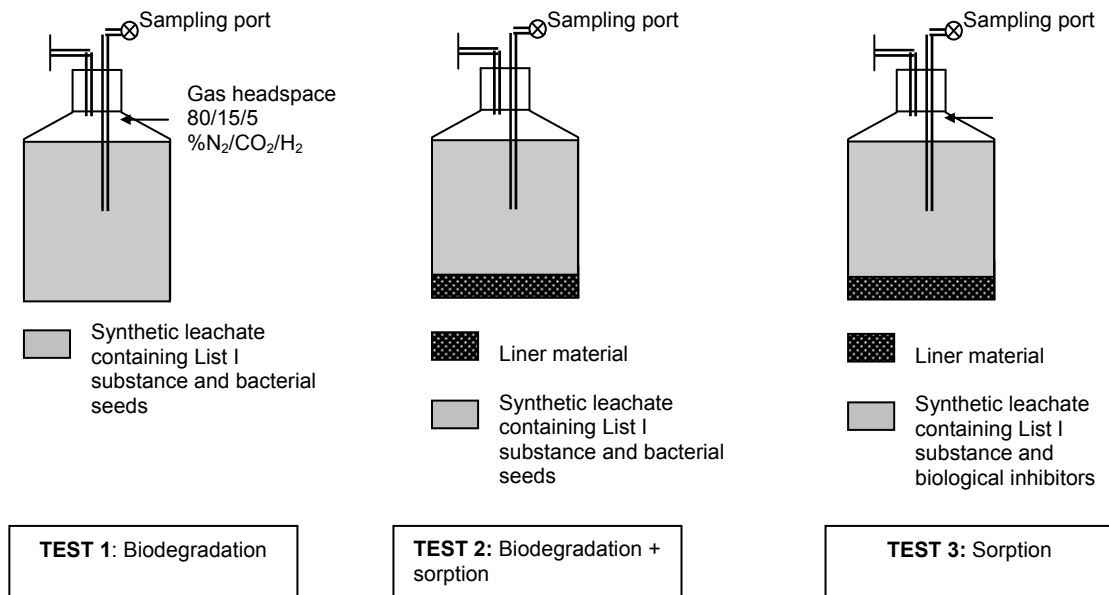 Sampling port
Gas headspace
80/15/5
%N₂/CO₂/H₂
Synthetic leachate
containing List I
substance and bacterial
seeds
TEST 1: Biodegradation
Sampling port
Liner material
Synthetic leachate
containing List I
substance and bacterial
seeds
TEST 2: Biodegradation +
sorption
Sampling port
Liner material
Synthetic leachate
containing List I
substance and
biological inhibitors
TEST 3: Sorption